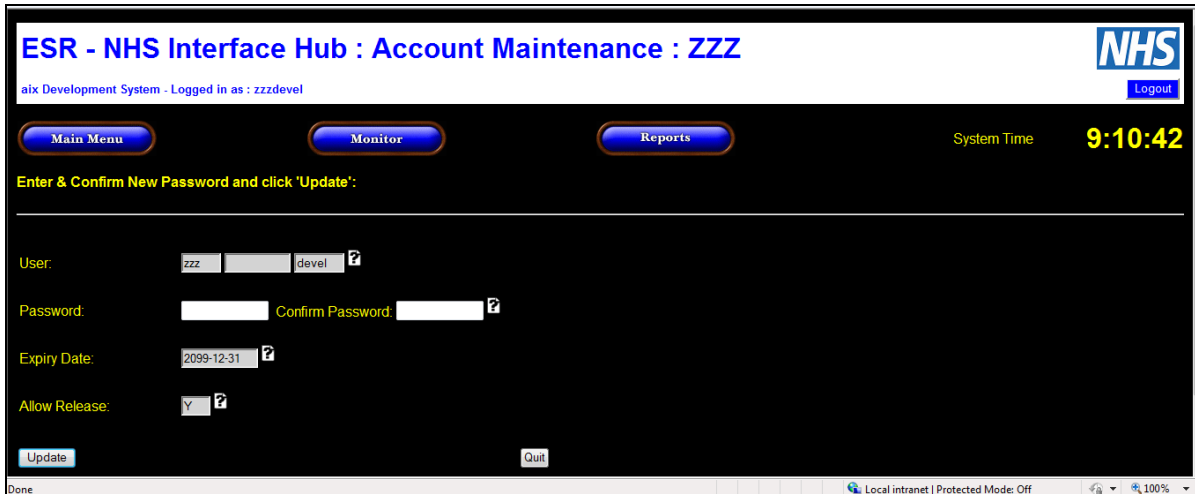 ESR - NHS Interface Hub : Account Maintenance : ZZZ
NHS
aix Development System - Logged in as : zzzdevel
Logout
Main Menu Monitor Reports System Time 9:10:42
Enter & Confirm New Password and click 'Update':
User: zzz devel ?
Password: Confirm Password: ?
Expiry Date: 2099-12-31 ?
Allow Release: Y ?
Update Quit
Done Local intranet | Protected Mode: Off 100%